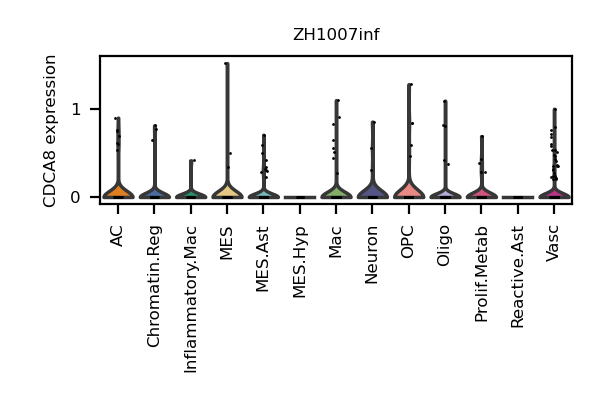 ZH1007inf
CDCA8 expression
1
0
AC
Chromatin.Reg
Inflammatory.Mac
MES
MES.Ast
MES.Hyp
Mac
Neuron
OPC
Oligo
Prolif.Metab
Reactive.Ast
Vasc